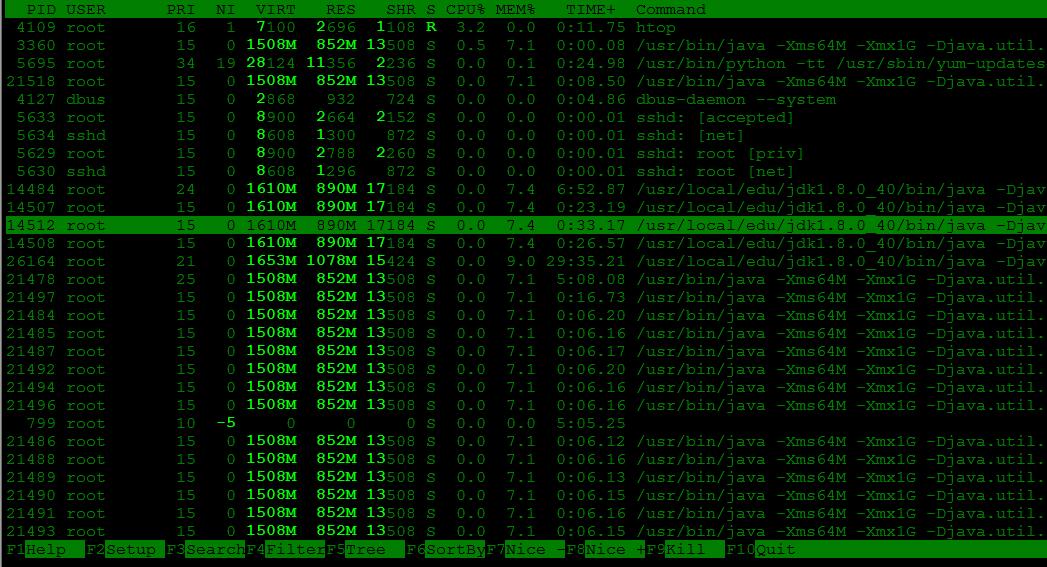 PID USER PRI NI VIRT RES SHR S CPU% MEM% TIME+ Command
4109 root 16 1 7100 2696 1108 R 3.2 0.0 0:11.75 htop
3360 root 15 0 1508M 852M 13508 S 0.5 7.1 0:00.08 /usr/bin/java -Xms64M -Xmx1G -Djava.util.
5695 root 34 19 28124 11356 2236 S 0.0 0.1 0:24.98 /usr/bin/python -tt /usr/sbin/yum-updates
21518 root 15 0 1508M 852M 13508 S 0.0 7.1 0:08.50 /usr/bin/java -Xms64M -Xmx1G -Djava.util.
4127 dbus 15 0 2868 932 724 S 0.0 0.0 0:04.86 dbus-daemon --system
5633 root 15 0 8900 2664 2152 S 0.0 0.0 0:00.01 sshd: [accepted]
5634 sshd 15 0 8608 1300 872 S 0.0 0.0 0:00.01 sshd: [net]
5629 root 15 0 8900 2788 2260 S 0.0 0.0 0:00.01 sshd: root [priv]
5630 sshd 15 0 8608 1296 872 S 0.0 0.0 0:00.01 sshd: root [net]
14484 root 24 0 1610M 890M 17184 S 0.0 7.4 6:52.87 /usr/local/edu/jdk1.8.0_40/bin/java -Djav
14507 root 15 0 1610M 890M 17184 S 0.0 7.4 0:23.19 /usr/local/edu/jdk1.8.0_40/bin/java -Djav
14512 root 15 0 1610M 890M 17184 S 0.0 7.4 0:33.17 /usr/local/edu/jdk1.8.0_40/bin/java -Djav
14508 root 15 0 1610M 890M 17184 S 0.0 7.4 0:26.57 /usr/local/edu/jdk1.8.0_40/bin/java -Djav
26164 root 21 0 1653M 1078M 15424 S 0.0 9.0 29:35.21 /usr/local/edu/jdk1.8.0_40/bin/java -Djav
21478 root 25 0 1508M 852M 13508 S 0.0 7.1 5:08.08 /usr/bin/java -Xms64M -Xmx1G -Djava.util.
21497 root 15 0 1508M 852M 13508 S 0.0 7.1 0:16.73 /usr/bin/java -Xms64M -Xmx1G -Djava.util.
21484 root 15 0 1508M 852M 13508 S 0.0 7.1 0:06.20 /usr/bin/java -Xms64M -Xmx1G -Djava.util.
21485 root 15 0 1508M 852M 13508 S 0.0 7.1 0:06.16 /usr/bin/java -Xms64M -Xmx1G -Djava.util.
21487 root 15 0 1508M 852M 13508 S 0.0 7.1 0:06.17 /usr/bin/java -Xms64M -Xmx1G -Djava.util.
21492 root 15 0 1508M 852M 13508 S 0.0 7.1 0:06.20 /usr/bin/java -Xms64M -Xmx1G -Djava.util.
21494 root 15 0 1508M 852M 13508 S 0.0 7.1 0:06.16 /usr/bin/java -Xms64M -Xmx1G -Djava.util.
21496 root 15 0 1508M 852M 13508 S 0.0 7.1 0:06.16 /usr/bin/java -Xms64M -Xmx1G -Djava.util.
799 root 10 -5 0 0 0 S 0.0 0.0 5:05.25
21486 root 15 0 1508M 852M 13508 S 0.0 7.1 0:06.12 /usr/bin/java -Xms64M -Xmx1G -Djava.util.
21488 root 15 0 1508M 852M 13508 S 0.0 7.1 0:06.16 /usr/bin/java -Xms64M -Xmx1G -Djava.util.
21489 root 15 0 1508M 852M 13508 S 0.0 7.1 0:06.13 /usr/bin/java -Xms64M -Xmx1G -Djava.util.
21490 root 15 0 1508M 852M 13508 S 0.0 7.1 0:06.15 /usr/bin/java -Xms64M -Xmx1G -Djava.util.
21491 root 15 0 1508M 852M 13508 S 0.0 7.1 0:06.17 /usr/bin/java -Xms64M -Xmx1G -Djava.util.
21493 root 15 0 1508M 852M 13508 S 0.0 7.1 0:06.15 /usr/bin/java -Xms64M -Xmx1G -Djava.util.
F1Help F2Setup F3SearchF4FilterF5Tree F6SortByF7Nice -F8Nice +F9Kill F10Quit